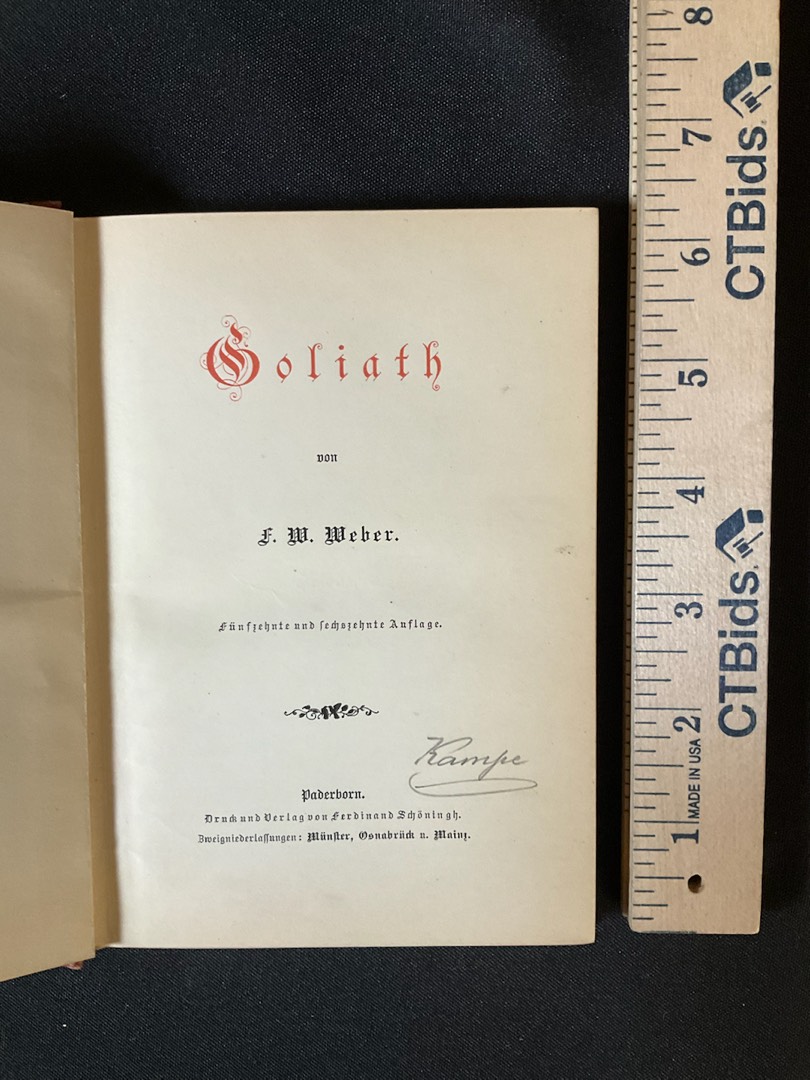 Goliath
von
F. W. Weber.
Fünfzehnte und sechszehnte Auflage.
Kampe
Paderborn.
Druck und Verlag von Ferdinand Schöningh.
Zweigniederlassungen: Münster, Osnabrück u. Mainz.
8
7
6
5
4
3
2
1
MADE IN USA
CTBids®
CTBids®